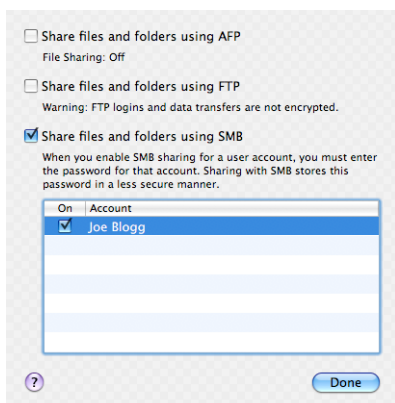 Share files and folders using AFP
File Sharing: Off
Share files and folders using FTP
Warning: FTP logins and data transfers are not encrypted.
Share files and folders using SMB
When you enable SMB sharing for a user account, you must enter
the password for that account. Sharing with SMB stores this
password in a less secure manner.
On Account
Joe Blogg
? Done